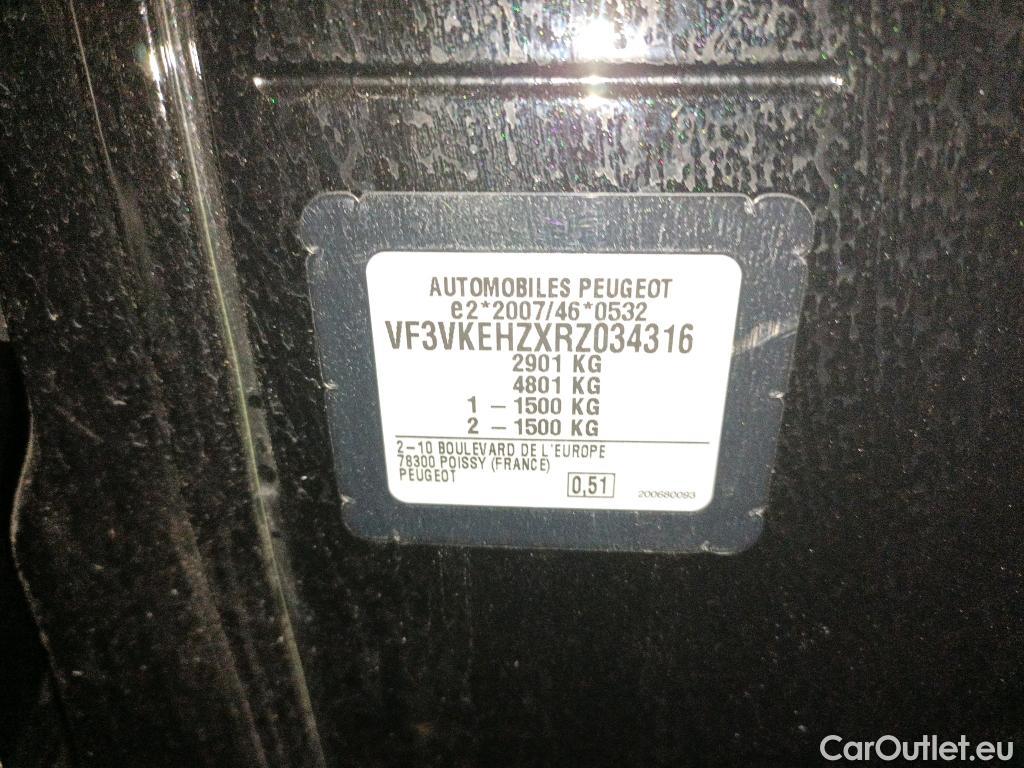 AUTOMOBILES PEUGEOT
e2*2007/46*0532
VF3VKEHZXRZ034316
2901 KG
4801 KG
1 – 1500 KG
2 – 1500 KG
2–10 BOULEVARD DE L'EUROPE
78300 POISSY (FRANCE)
PEUGEOT
0,51
200680093
CarOutlet.eu